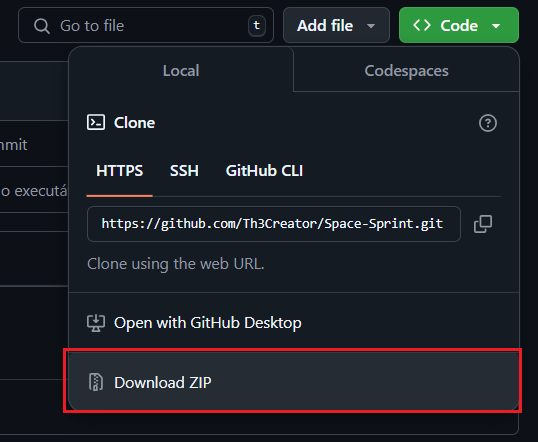 Go to file
t
Add file
Code
Local
Codespaces
Clone
mmit
HTTPS
SSH
GitHub CLI
o executá
https://github.com/Th3Creator/Space-Sprint.git
Clone using the web URL.
Open with GitHub Desktop
Download ZIP